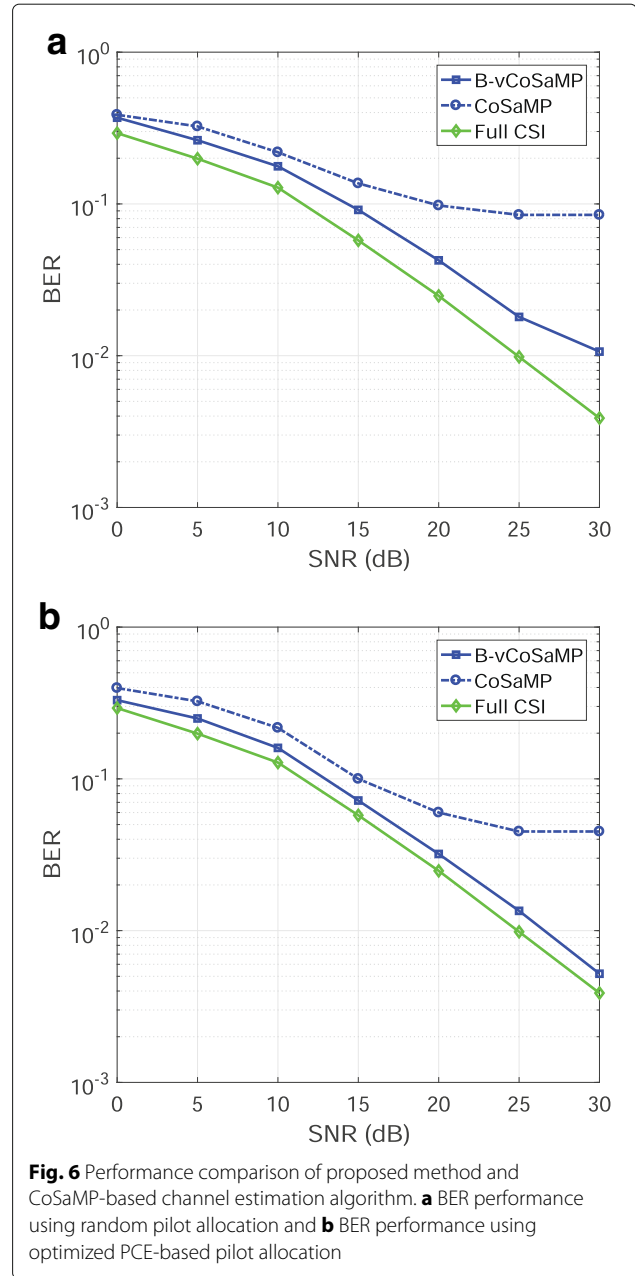 a
10^0
10^-1
10^-2
10^-3
BER
B-vCoSaMP
CoSaMP
Full CSI
0 5 10 15 20 25 30
SNR (dB)
b
10^0
10^-1
10^-2
10^-3
BER
B-vCoSaMP
CoSaMP
Full CSI
0 5 10 15 20 25 30
SNR (dB)
Fig. 6 Performance comparison of proposed method and
CoSaMP-based channel estimation algorithm. a BER performance
using random pilot allocation and b BER performance using
optimized PCE-based pilot allocation